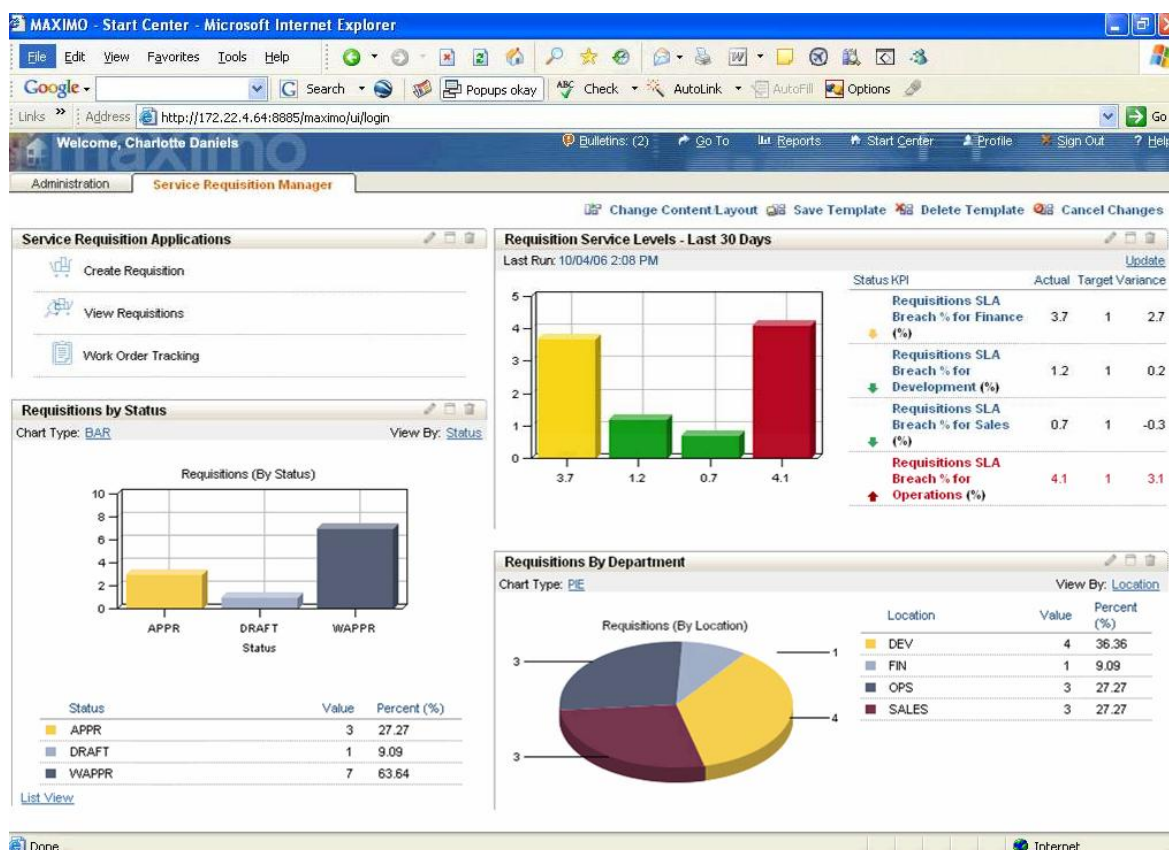 MAXIMO - Start Center - Microsoft Internet Explorer
File Edit View Favorites Tools Help
Google Search Popups okay ABC Check AutoLink AutoFill Options
Links » Address http://172.22.4.64:8885/maximo/ui/login Go
maximo
Welcome, Charlotte Daniels Bulletins: (2) Go To Reports Start Center Profile Sign Out ? Help
Administration Service Requisition Manager
Change Content/Layout Save Template Delete Template Cancel Changes
Service Requisition Applications
Create Requisition
View Requisitions
Work Order Tracking
Requisitions by Status
Chart Type: BAR View By: Status
Requisitions (By Status)
10
8
6
4
2
0
APPR DRAFT WAPPR
Status
Status Value Percent (%)
APPR 3 27.27
DRAFT 1 9.09
WAPPR 7 63.64
List View
Requisition Service Levels - Last 30 Days
Last Run: 10/04/06 2:08 PM Update
5
4
3
2
1
0
3.7 1.2 0.7 4.1
Status KPI Actual Target Variance
Requisitions SLA
Breach % for Finance 3.7 1 2.7
(%)
Requisitions SLA
Breach % for 1.2 1 0.2
Development (%)
Requisitions SLA
Breach % for Sales 0.7 1 -0.3
(%)
Requisitions SLA
Breach % for 4.1 1 3.1
Operations (%)
Requisitions By Department
Chart Type: PIE View By: Location
Requisitions (By Location)
3
1
4
3
Location Value Percent
(%)
DEV 4 36.36
FIN 1 9.09
OPS 3 27.27
SALES 3 27.27
Done Internet